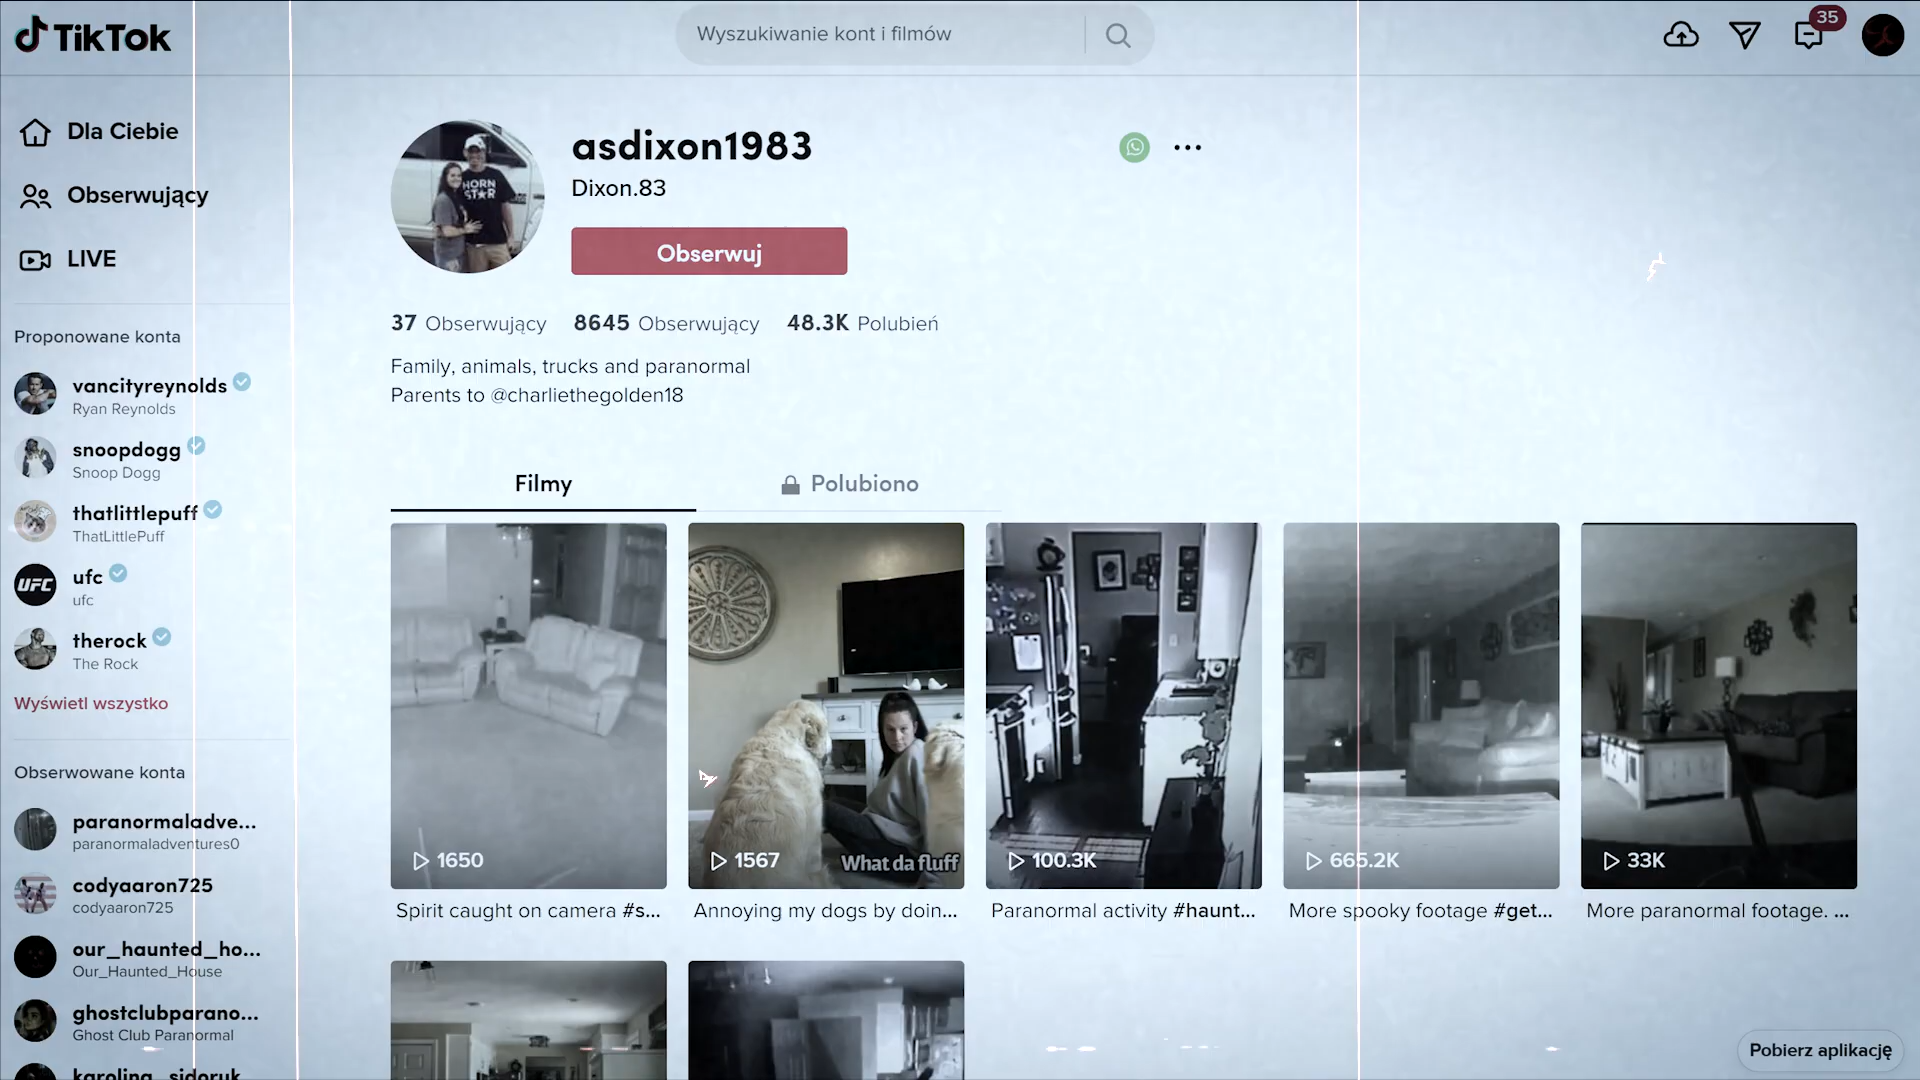 TikTok
Wyszukiwanie kont i filmów
35
Dla Ciebie
Obserwujący
LIVE
Proponowane konta
vancityreynolds
Ryan Reynolds
snoopdogg
Snoop Dogg
thatlittlepuff
ThatLittlePuff
UFC
ufc
ufc
therock
The Rock
Wyświetl wszystko
Obserwowane konta
paranormaladve...
paranormaladventures0
codyaaron725
codyaaron725
our_haunted_ho...
Our_Haunted_House
ghostclubparano...
Ghost Club Paranormal
karolina_sidoruk
asdixon1983
Dixon.83
HORN
STAR
Obserwuj
37 Obserwujący 8645 Obserwujący 48.3K Polubień
Family, animals, trucks and paranormal
Parents to @charliethegolden18
Filmy
Polubiono
1650
Spirit caught on camera #s...
What da fluff
1567
Annoying my dogs by doin...
100.3K
Paranormal activity #haunt...
665.2K
More spooky footage #get...
33K
More paranormal footage. ...
Pobierz aplikację